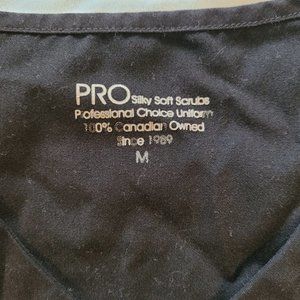 PRO Silky Soft Scrubs
Professional Choice Uniform
100% Canadian Owned
Since 1989
M